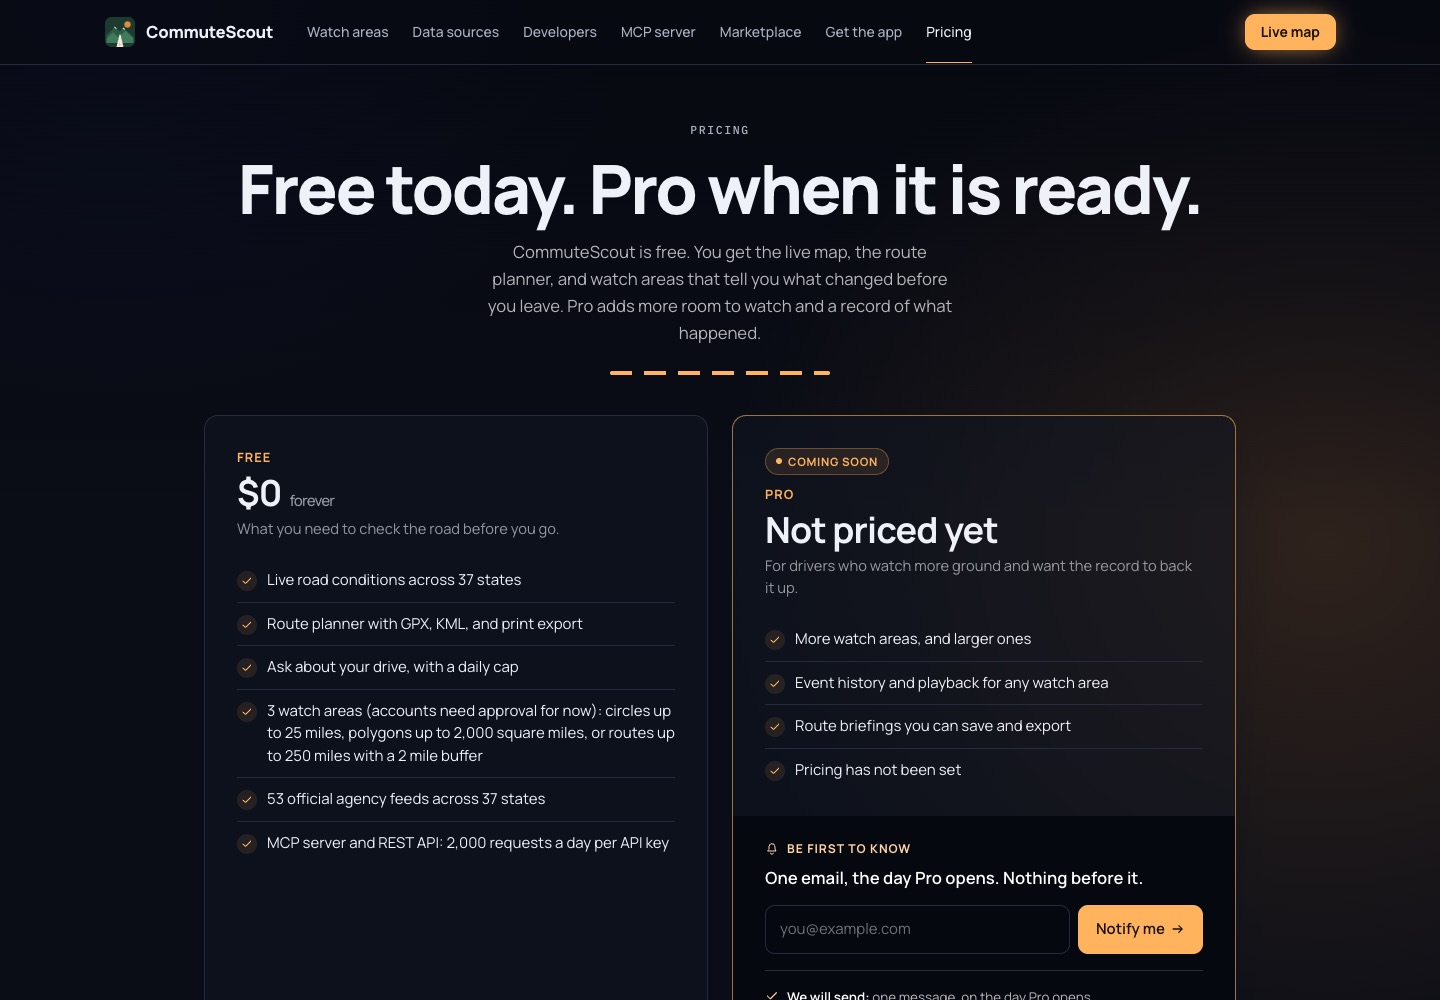 CommuteScout
Watch areas
Data sources
Developers
MCP server
Marketplace
Get the app
Pricing
Live map
PRICING
Free today. Pro when it is ready.
CommuteScout is free. You get the live map, the route
planner, and watch areas that tell you what changed before
you leave. Pro adds more room to watch and a record of what
happened.
FREE
$0 forever
What you need to check the road before you go.
Live road conditions across 37 states
Route planner with GPX, KML, and print export
Ask about your drive, with a daily cap
3 watch areas (accounts need approval for now): circles up
to 25 miles, polygons up to 2,000 square miles, or routes up
to 250 miles with a 2 mile buffer
53 official agency feeds across 37 states
MCP server and REST API: 2,000 requests a day per API key
COMING SOON
PRO
Not priced yet
For drivers who watch more ground and want the record to back
it up.
More watch areas, and larger ones
Event history and playback for any watch area
Route briefings you can save and export
Pricing has not been set
BE FIRST TO KNOW
One email, the day Pro opens. Nothing before it.
you@example.com
Notify me →
We will send: one message, on the day Pro opens